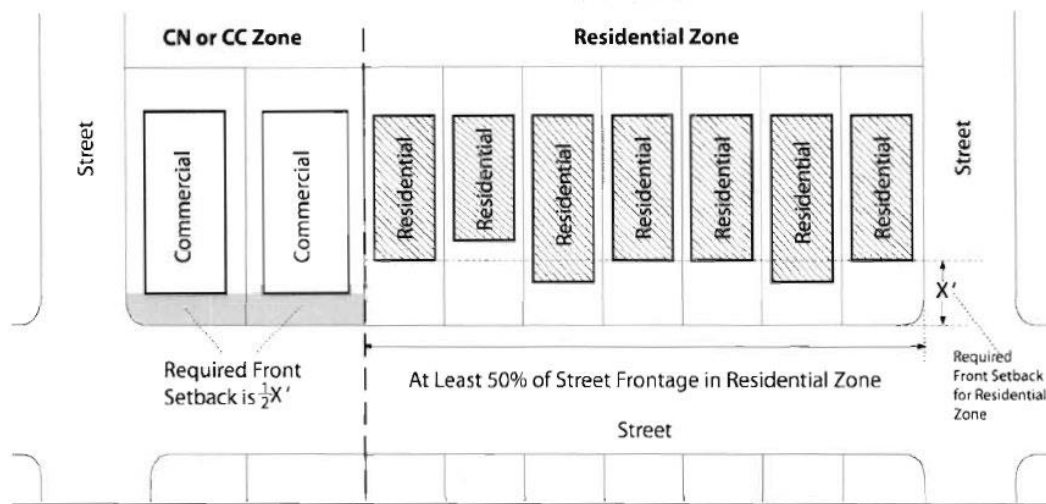 CN or CC Zone
Residential Zone
Street
Commercial
Commercial
Residential
Residential
Residential
Residential
Residential
Residential
Residential
Street
X'
Required Front
Setback is ½X'
At Least 50% of Street Frontage in Residential Zone
Required
Front Setback
for Residential
Zone
Street